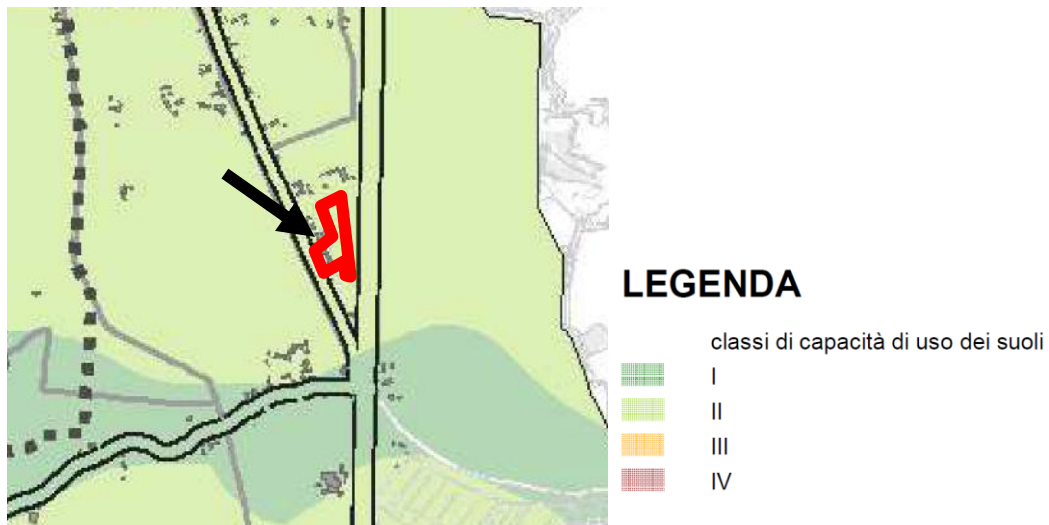 LEGENDA
classi di capacità di uso dei suoli
I
II
III
IV